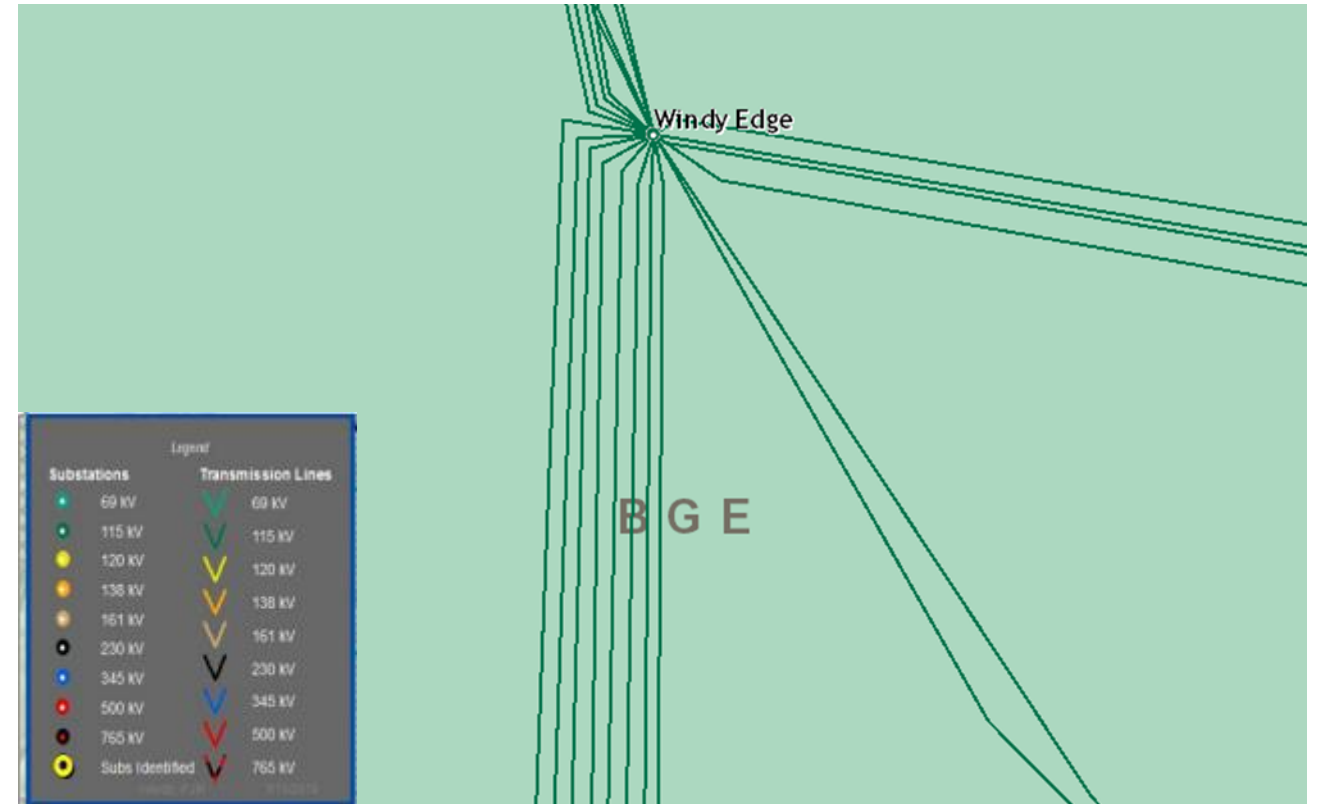 Windy Edge
B G E
Legend
Substations Transmission Lines
69 kV 69 kV
115 kV 115 kV
120 kV 120 kV
138 kV 138 kV
161 kV 161 kV
230 kV 230 kV
345 kV 345 kV
500 kV 500 kV
765 kV 765 kV
Subs Identified